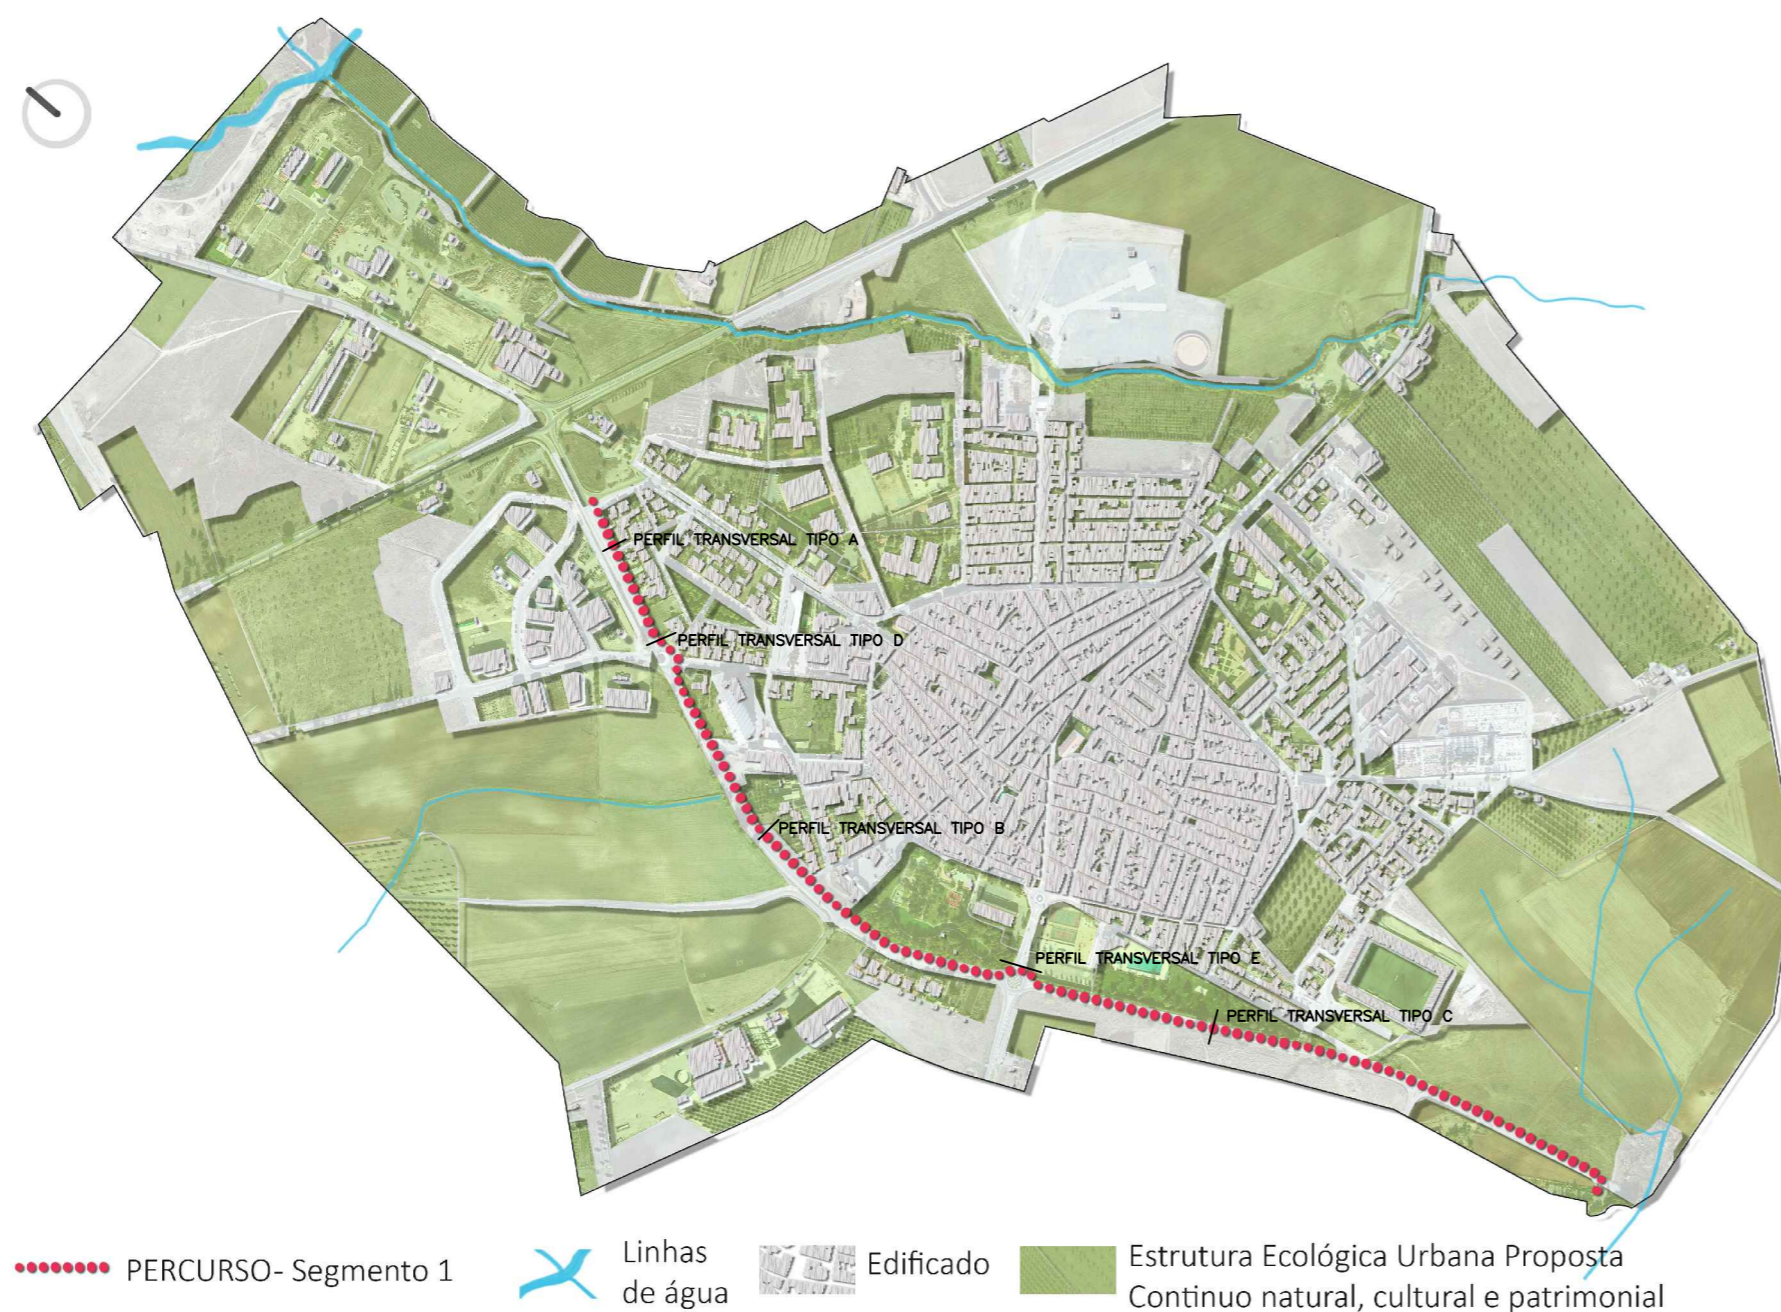 PERFIL TRANSVERSAL TIPO A
PERFIL TRANSVERSAL TIPO D
PERFIL TRANSVERSAL TIPO B
PERFIL TRANSVERSAL TIPO E
PERFIL TRANSVERSAL TIPO C
PERCURSO- Segmento 1
Linhas
de água
Edificado
Estrutura Ecológica Urbana Proposta
Continuo natural, cultural e patrimonial